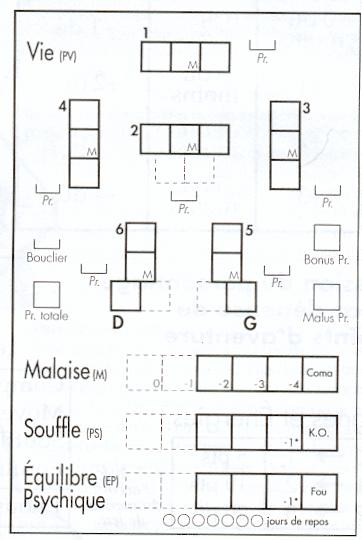 1
Vie (PV)
M
Pr.
4
3
2
M
M
M
Pr.
Pr.
Pr.
6
5
Bouclier
Pr.
M
M
Pr.
Bonus Pr.
Pr. totale
D
G
Malus Pr.
Malaise (M)
0
-1
-2
-3
-4
Coma
Souffle (PS)
-1*
K.O.
Équilibre (EP)
Psychique
-1*
Fou
jours de repos